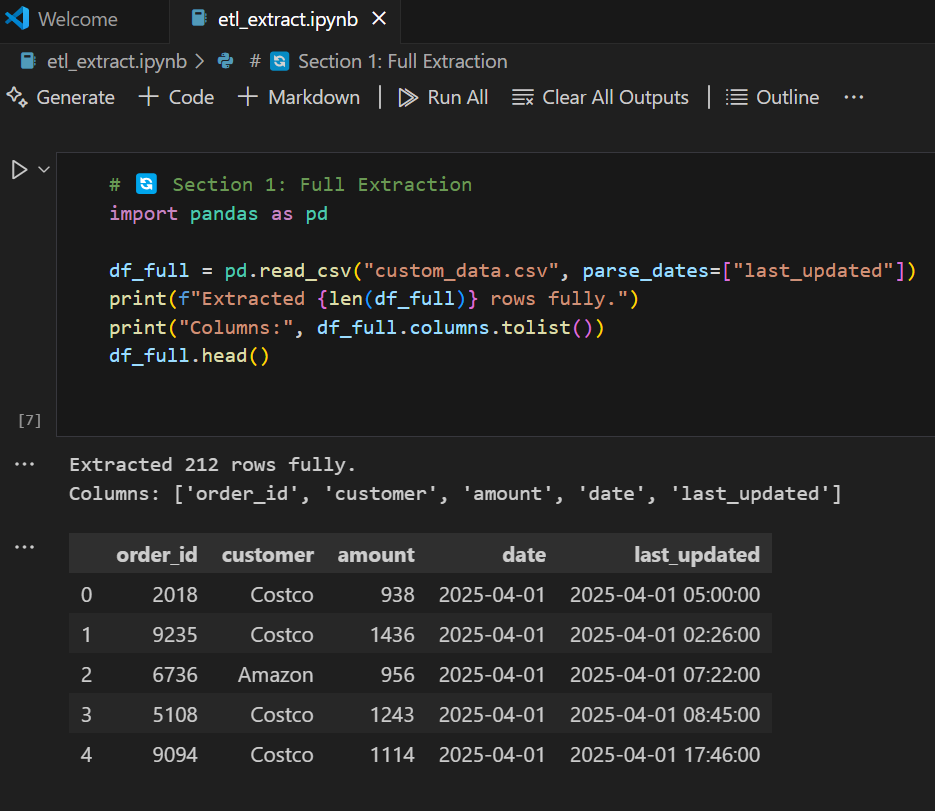 Welcome
etl_extract.ipynb
etl_extract.ipynb > # 🔄 Section 1: Full Extraction
Generate + Code + Markdown | Run All Clear All Outputs | Outline ...
# 🔄 Section 1: Full Extraction
import pandas as pd
df_full = pd.read_csv("custom_data.csv", parse_dates=["last_updated"])
print(f"Extracted {len(df_full)} rows fully.")
print("Columns:", df_full.columns.tolist())
df_full.head()
[7]
... Extracted 212 rows fully.
Columns: ['order_id', 'customer', 'amount', 'date', 'last_updated']
...
order_id customer amount date last_updated
0 2018 Costco 938 2025-04-01 2025-04-01 05:00:00
1 9235 Costco 1436 2025-04-01 2025-04-01 02:26:00
2 6736 Amazon 956 2025-04-01 2025-04-01 07:22:00
3 5108 Costco 1243 2025-04-01 2025-04-01 08:45:00
4 9094 Costco 1114 2025-04-01 2025-04-01 17:46:00